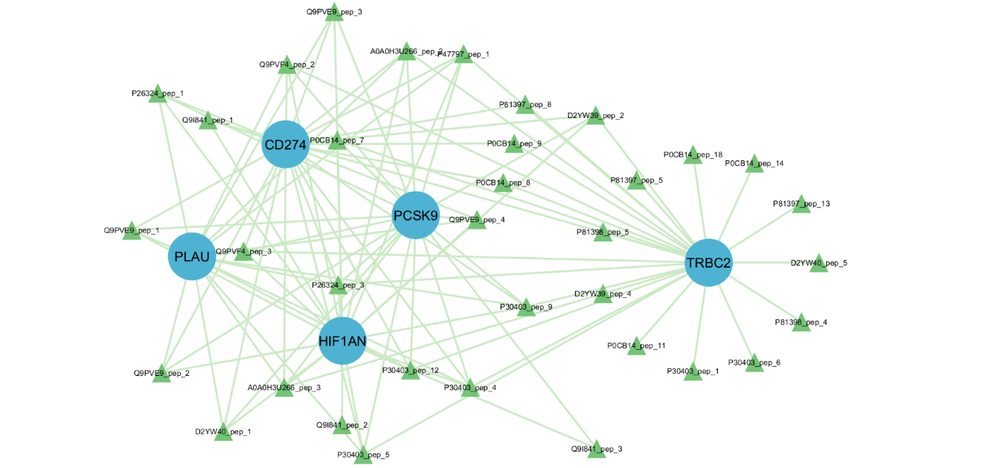 Q9PVE9_pep_3
A0A0H3U266_pep_2
P47797_pep_1
Q9PVF4_pep_2
P26324_pep_1
P81397_pep_8
D2YW39_pep_2
Q9I841_pep_1
CD274
P0CB14_pep_7
P0CB14_pep_9
P0CB14_pep_18
P0CB14_pep_14
P0CB14_pep_8
P81397_pep_5
P81397_pep_13
PCSK9
Q9PVE9_pep_4
Q9PVE9_pep_1
P81398_pep_5
PLAU
Q9PVF4_pep_3
TRBC2
D2YW40_pep_5
P26324_pep_3
D2YW39_pep_4
P30403_pep_9
P81398_pep_4
HIF1AN
P0CB14_pep_11
P30403_pep_6
Q9PVE9_pep_2
P30403_pep_12
P30403_pep_1
A0A0H3U266_pep_3
P30403_pep_4
Q9I841_pep_2
D2YW40_pep_1
Q9I841_pep_3
P30403_pep_5